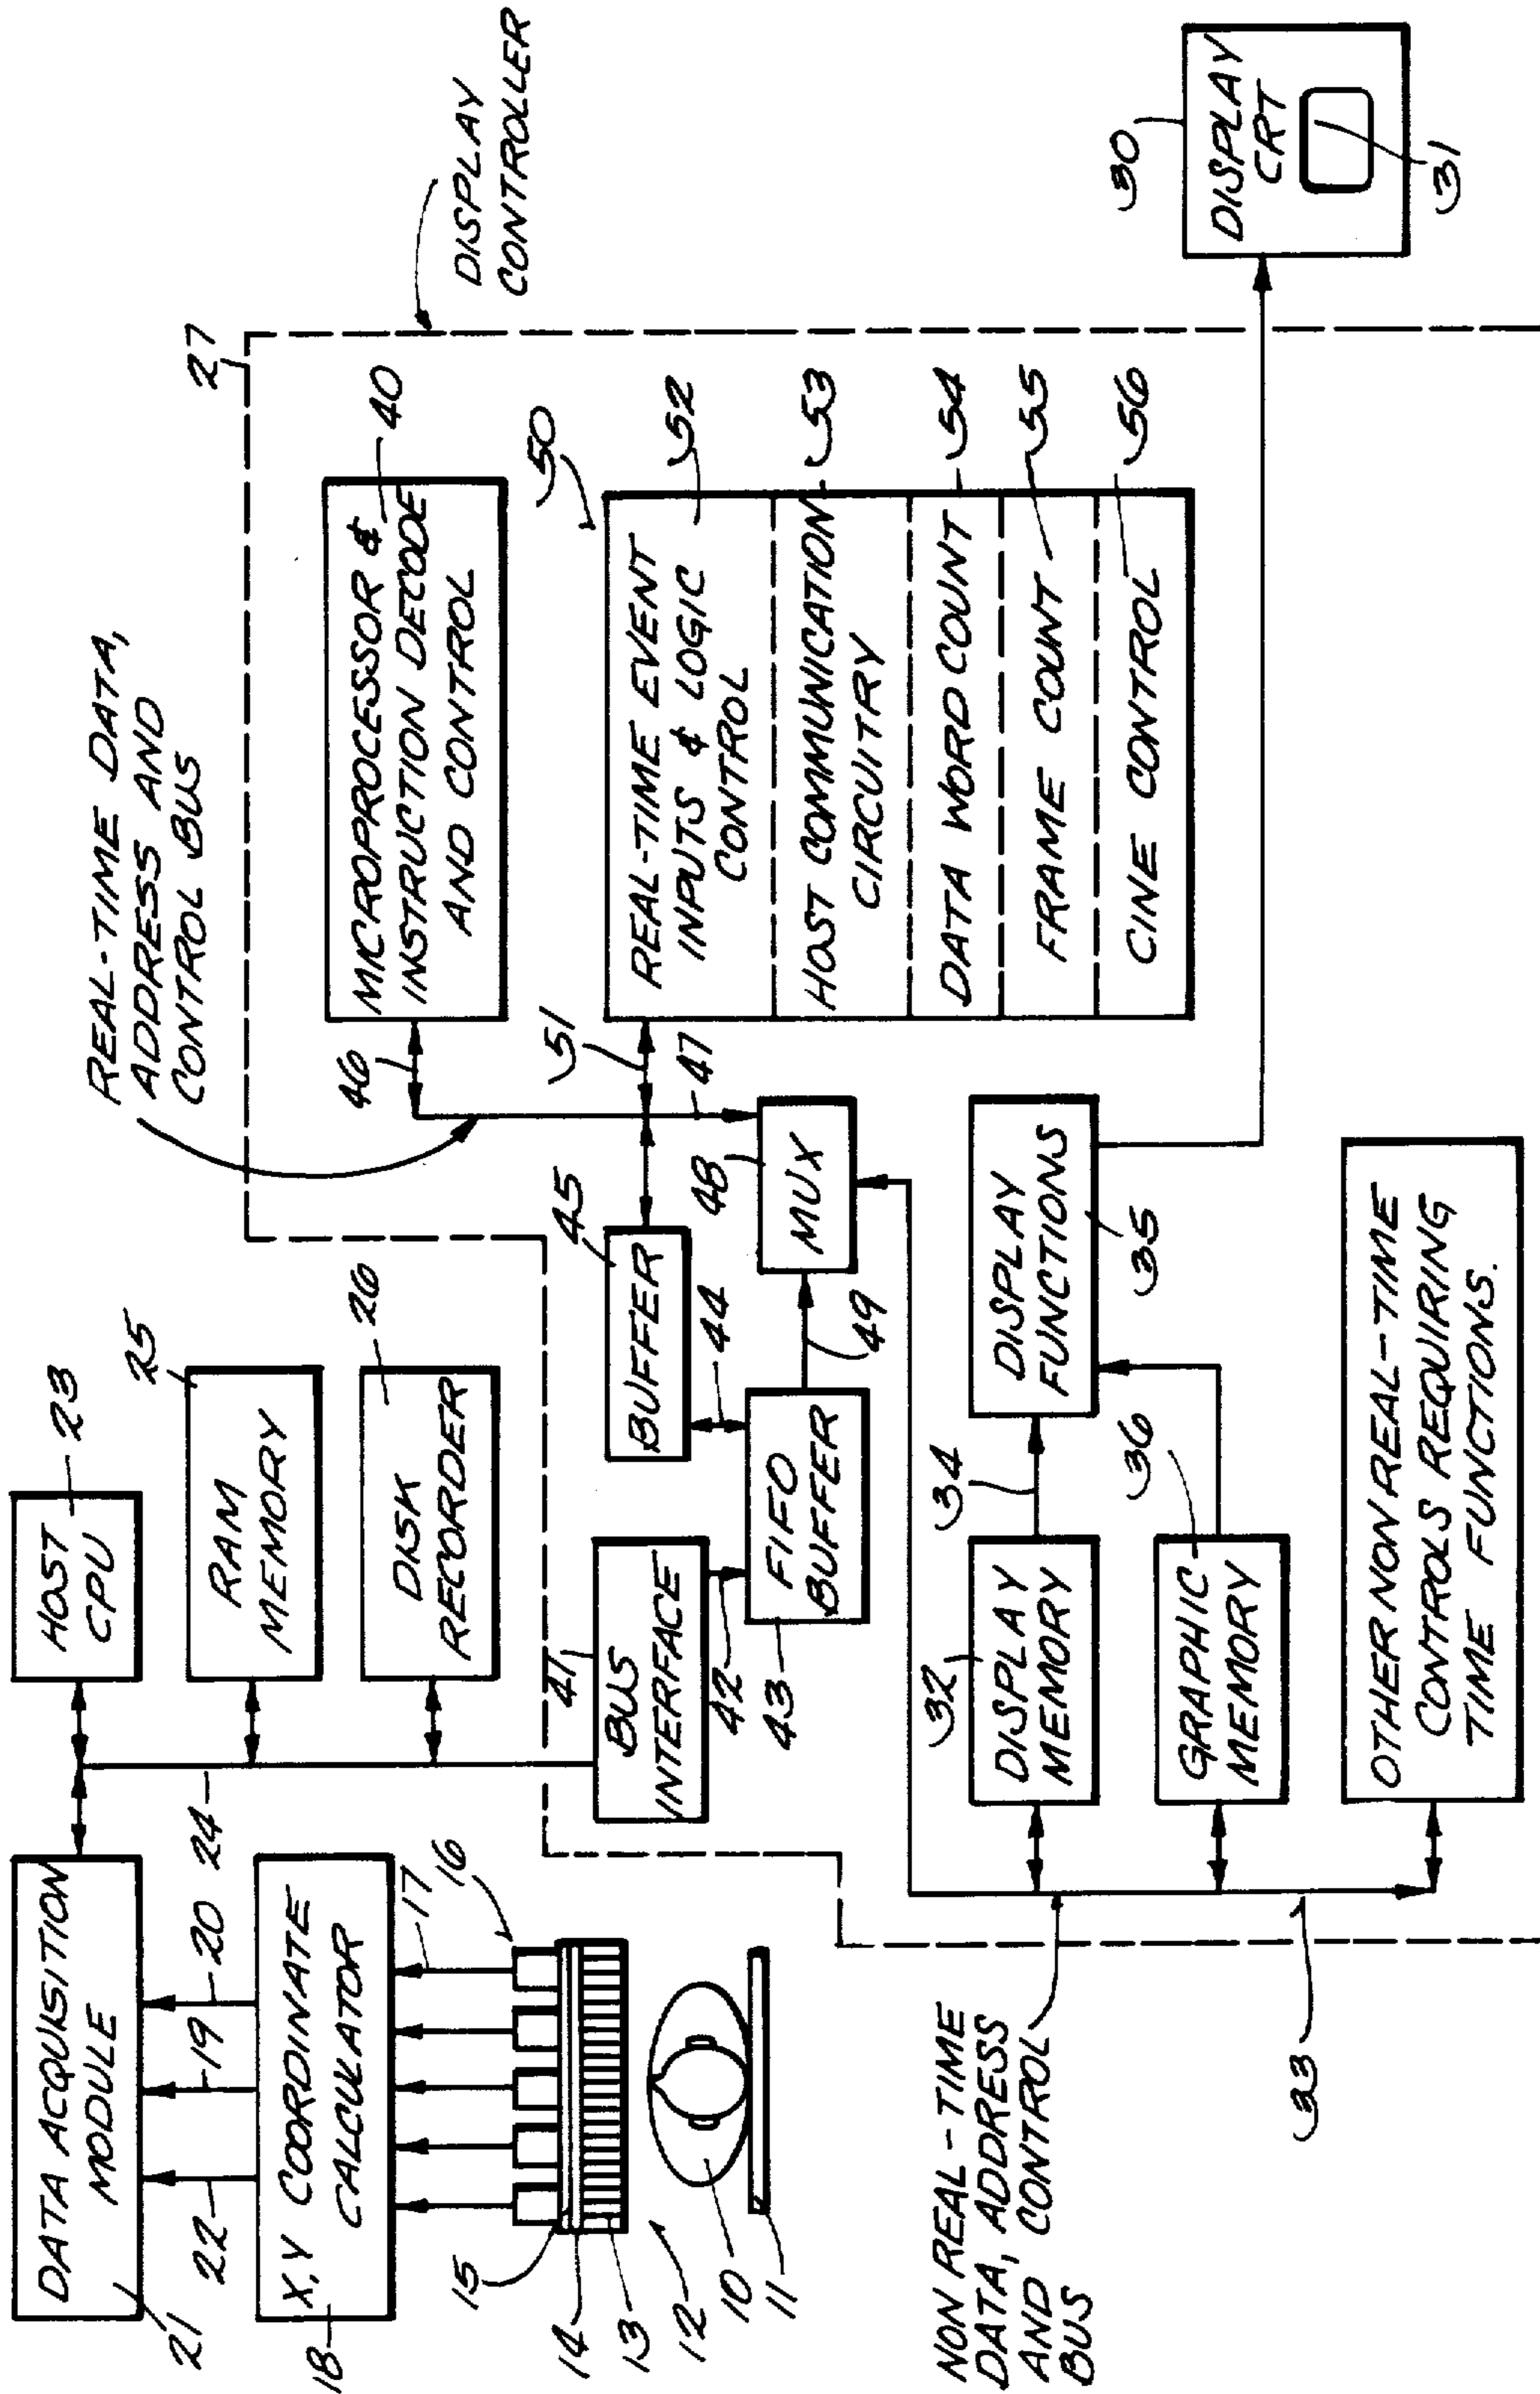 DATA ACQUISITION
MODULE
21
22
19
20
24
X,Y COORDINATE
CALCULATOR
18
17
16
15
14
13
12
10
11
HOST
CPU
23
RAM
MEMORY
25
DISK
RECORDER
26
27
REAL-TIME DATA,
ADDRESS AND
CONTROL BUS
DISPLAY
CONTROLLER
MICROPROCESSOR &
INSTRUCTION DECODE
AND CONTROL
40
46
50
51
REAL-TIME EVENT
INPUTS & LOGIC
CONTROL
52
HOST COMMUNICATION
CIRCUITRY
53
DATA WORD COUNT
54
FRAME COUNT
55
CINE CONTROL
56
41
BUS
INTERFACE
42
43
FIFO
BUFFER
44
BUFFER
45
47
48
MUX
49
32
DISPLAY
MEMORY
34
DISPLAY
FUNCTIONS
35
GRAPHIC
MEMORY
36
OTHER NON REAL-TIME
CONTROLS REQUIRING
TIME FUNCTIONS.
NON REAL-TIME
DATA, ADDRESS
AND CONTROL
BUS
33
30
DISPLAY
CRT
31